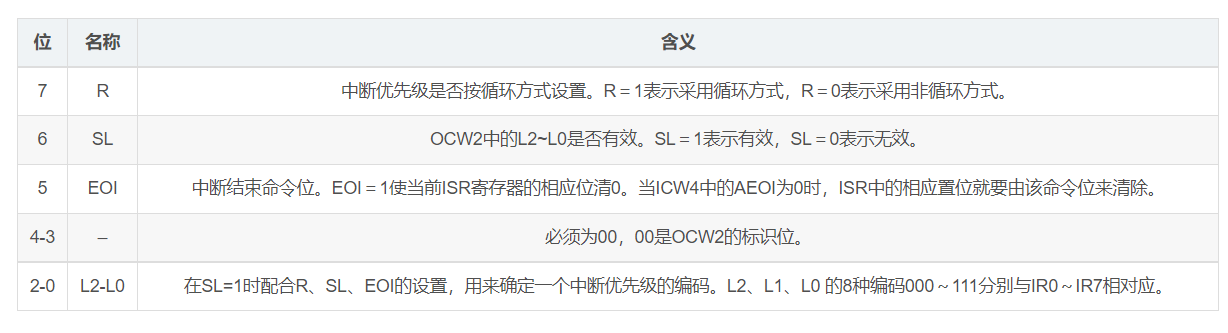 位 名称 含义
7 R 中断优先级是否按循环方式设置。R = 1表示采用循环方式，R = 0表示采用非循环方式。
6 SL OCW2中的L2~L0是否有效。SL = 1表示有效，SL = 0表示无效。
5 EOI 中断结束命令位。EOI = 1使当前ISR寄存器的相应位清0。当ICW4中的AEOI为0时，ISR中的相应置位就要由该命令位来清除。
4-3 – 必须为00，00是OCW2的标识位。
2-0 L2-L0 在SL=1时配合R、SL、EOI的设置，用来确定一个中断优先级的编码。L2、L1、L0 的8种编码000～111分别与IR0～IR7相对应。